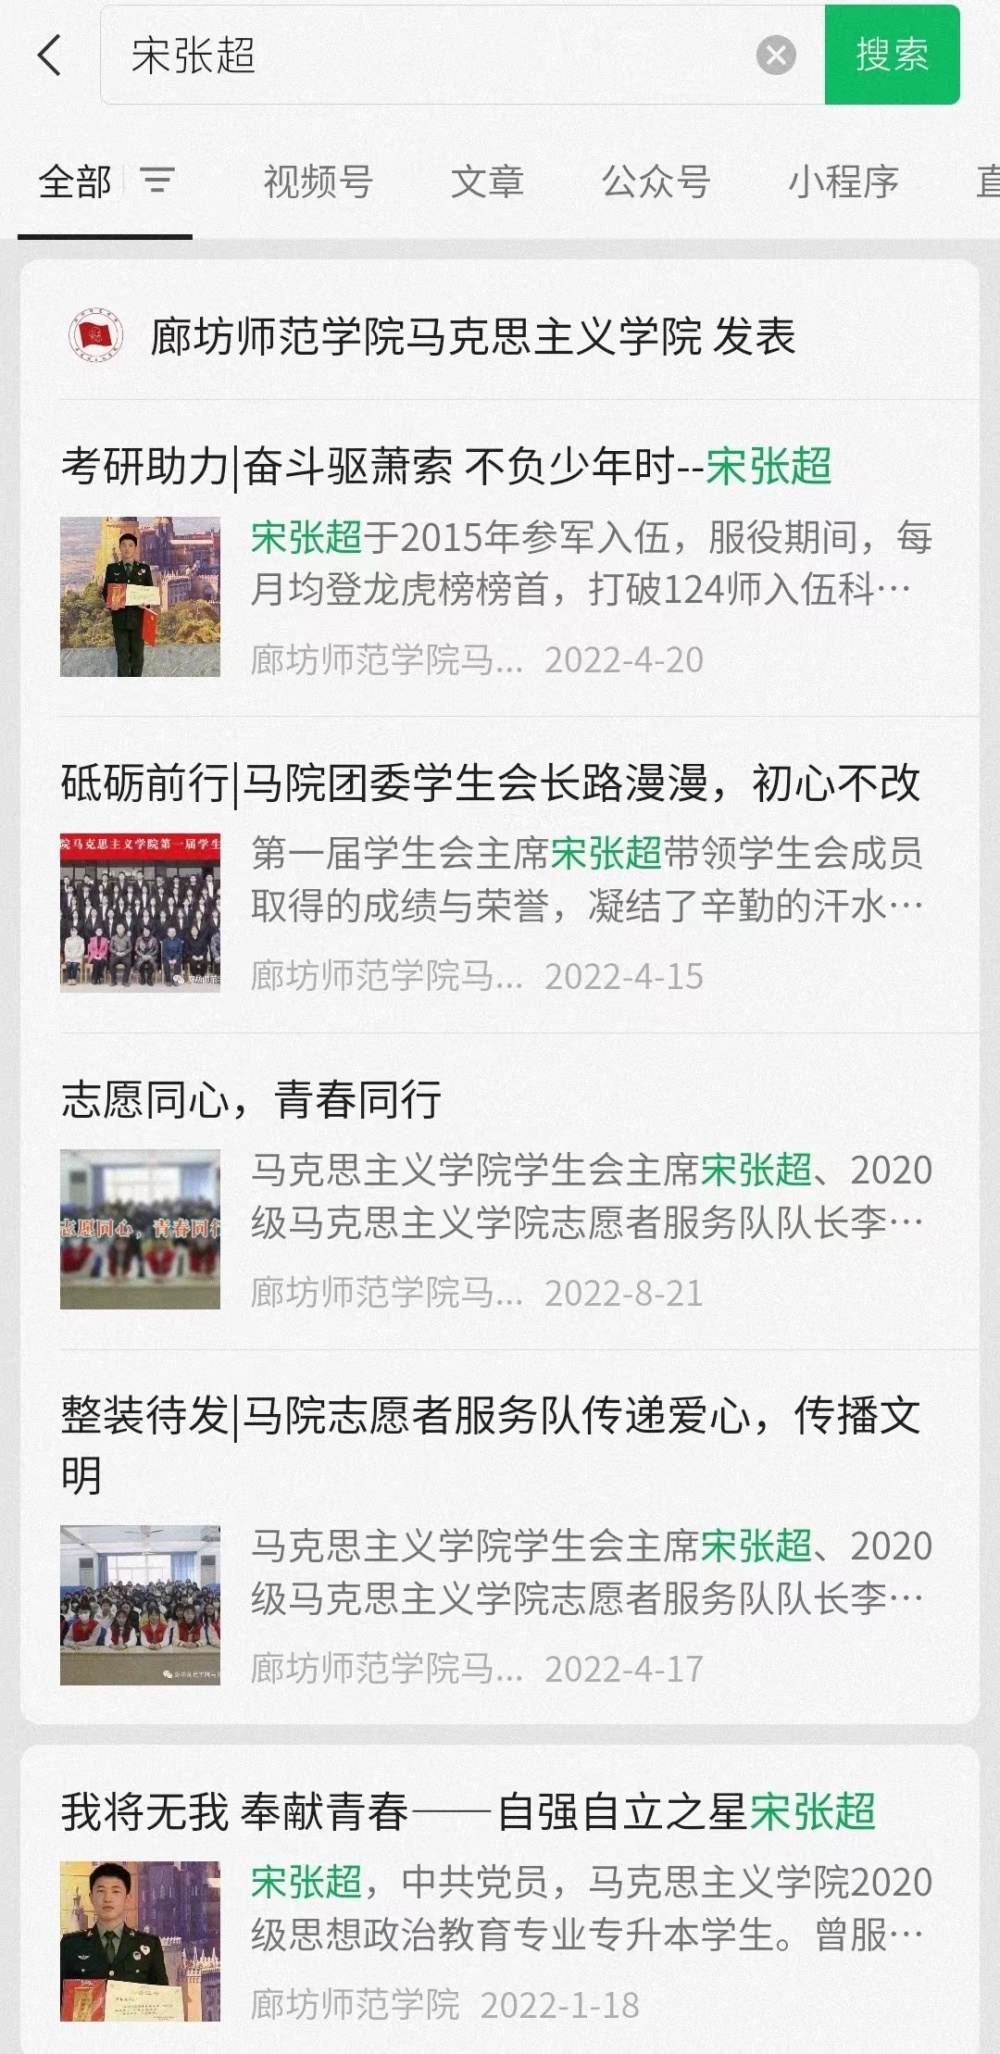 宋张超
搜索
全部
视频号
文章
公众号
小程序
廊坊师范学院马克思主义学院 发表
考研助力|奋斗驱萧索 不负少年时--宋张超
宋张超于2015年参军入伍，服役期间，每
月均登龙虎榜榜首，打破124师入伍科…
廊坊师范学院马... 2022-4-20
砥砺前行|马院团委学生会长路漫漫，初心不改
院马克思主义学院第一届学生
第一届学生会主席宋张超带领学生会成员
取得的成绩与荣誉，凝结了辛勤的汗水…
廊坊师范学院马... 2022-4-15
志愿同心，青春同行
志愿同心，青春同行
马克思主义学院学生会主席宋张超、2020
级马克思主义学院志愿者服务队队长李…
廊坊师范学院马... 2022-8-21
整装待发|马院志愿者服务队传递爱心，传播文
明
马克思主义学院学生会主席宋张超、2020
级马克思主义学院志愿者服务队队长李…
廊坊师范学院马... 2022-4-17
我将无我 奉献青春——自强自立之星宋张超
宋张超，中共党员，马克思主义学院2020
级思想政治教育专业专升本学生。曾服…
廊坊师范学院 2022-1-18